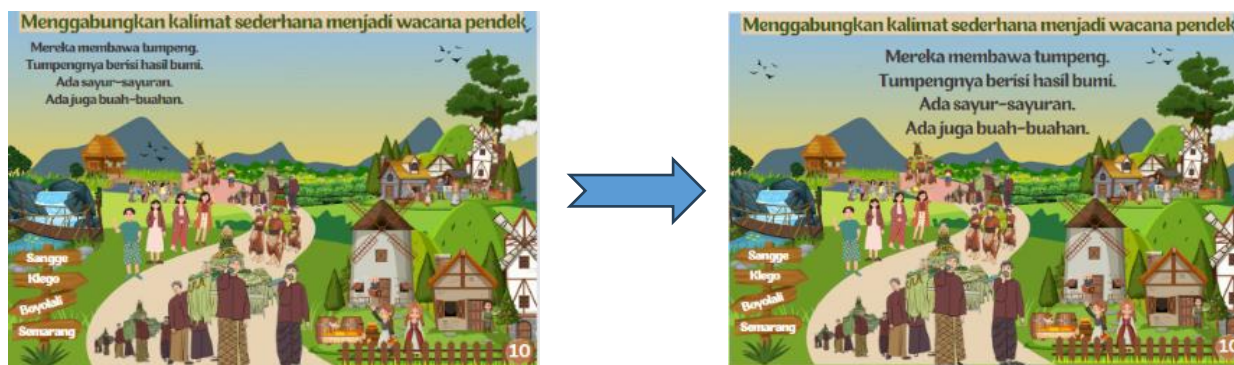 Menggabungkan kalimat sederhana menjadi wacana pendek
Mereka membawa tumpeng.
Tumpengnya berisi hasil bumi.
Ada sayur-sayuran.
Ada juga buah-buahan.
Sangge
Klego
Boyolali
Semarang
10
Menggabungkan kalimat sederhana menjadi wacana pendek
Mereka membawa tumpeng.
Tumpengnya berisi hasil bumi.
Ada sayur-sayuran.
Ada juga buah-buahan.
Sangge
Klego
Boyolali
Semarang
10